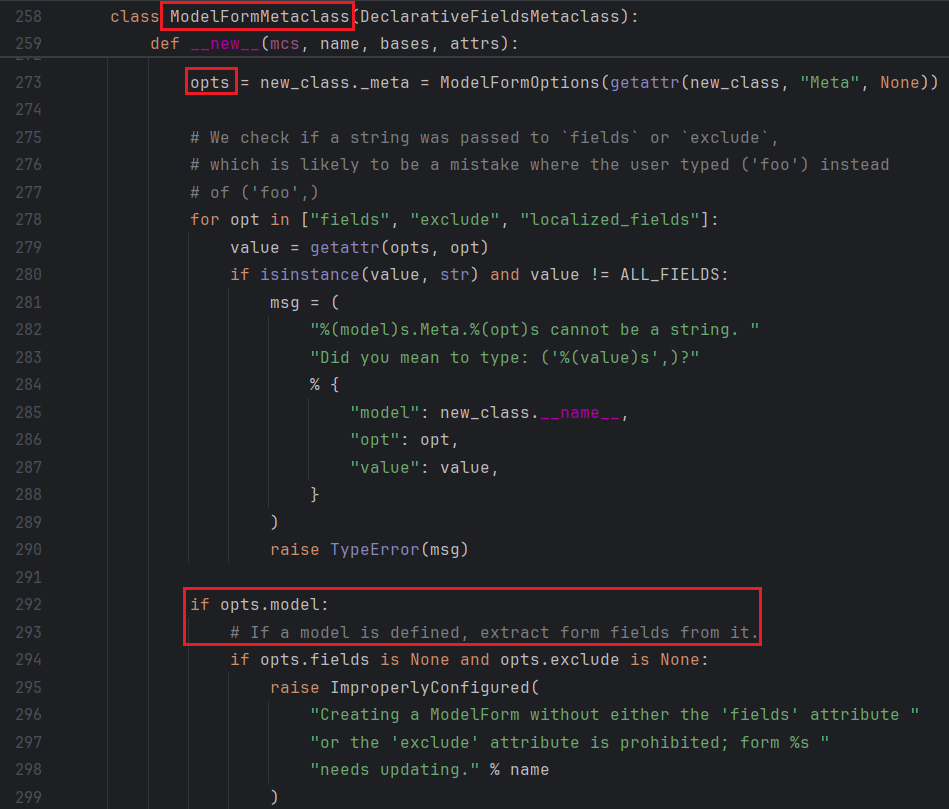 258 class ModelFormMetaclass(DeclarativeFieldsMetaclass):
259 def __new__(mcs, name, bases, attrs):
273 opts = new_class._meta = ModelFormOptions(getattr(new_class, "Meta", None))
274
275 # We check if a string was passed to `fields` or `exclude`,
276 # which is likely to be a mistake where the user typed ('foo') instead
277 # of ('foo',)
278 for opt in ["fields", "exclude", "localized_fields"]:
279 value = getattr(opts, opt)
280 if isinstance(value, str) and value != ALL_FIELDS:
281 msg = (
282 "%(model)s.Meta.%(opt)s cannot be a string. "
283 "Did you mean to type: ('%(value)s',)?"
284 % {
285 "model": new_class.__name__,
286 "opt": opt,
287 "value": value,
288 }
289 )
290 raise TypeError(msg)
291
292 if opts.model:
293 # If a model is defined, extract form fields from it.
294 if opts.fields is None and opts.exclude is None:
295 raise ImproperlyConfigured(
296 "Creating a ModelForm without either the 'fields' attribute "
297 "or the 'exclude' attribute is prohibited; form %s "
298 "needs updating." % name
299 )